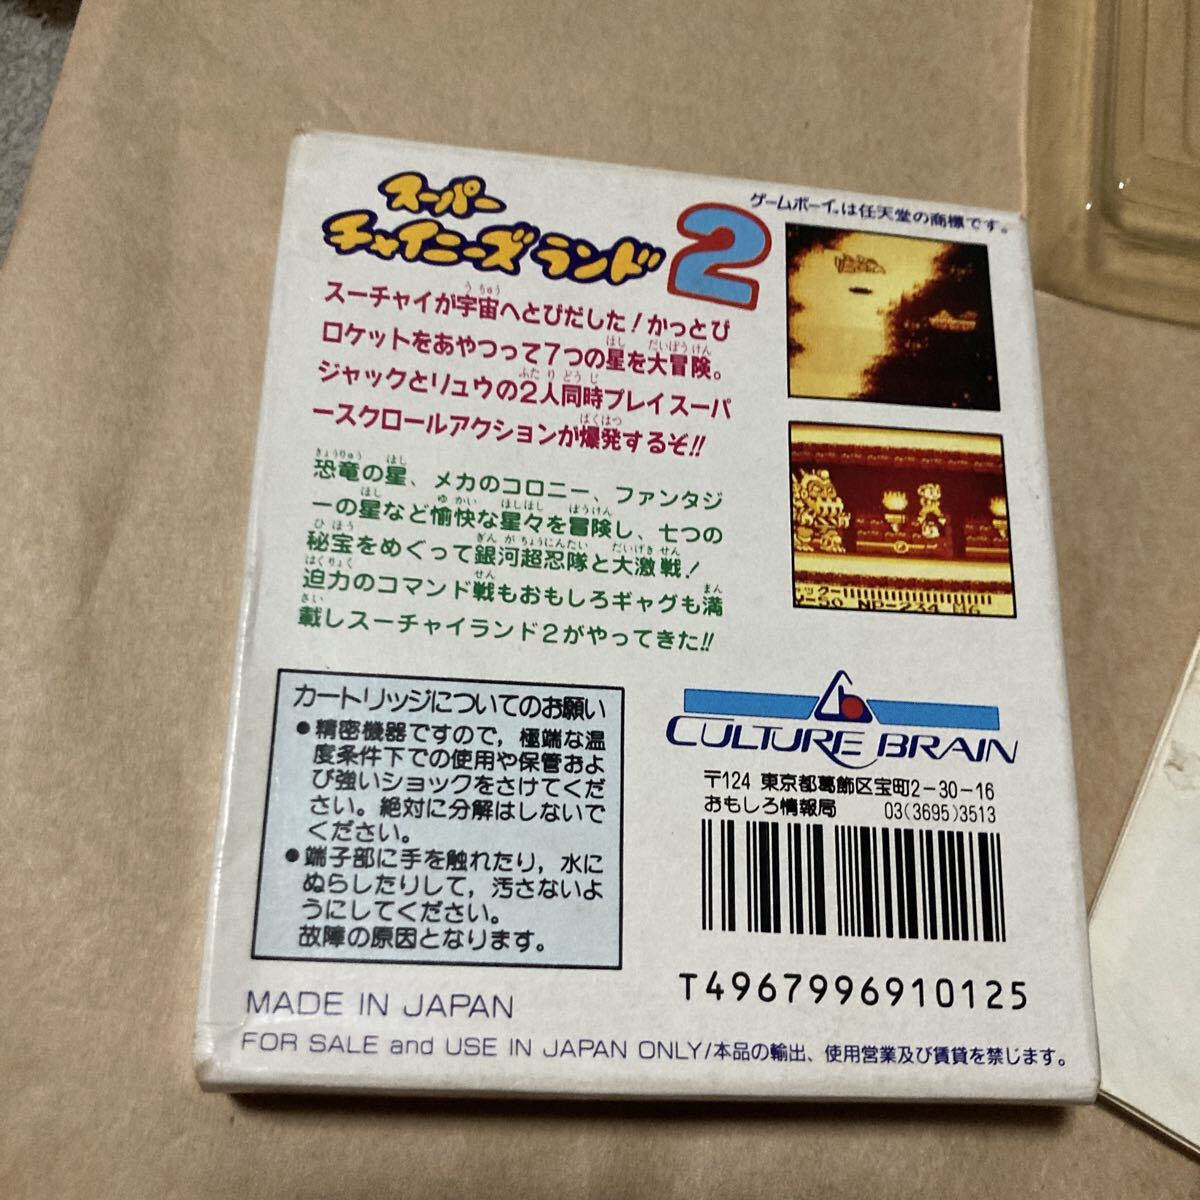 スーパー
チャイニーズランド2
ゲームボーイ®は任天堂の商標です。
スーチャイが宇宙へとびだした！かっとび
ロケットをあやつって7つの星を大冒険。
ジャックとリュウの2人同時プレイスーパ
ースクロールアクションが爆発するぞ!!
恐竜の星、メカのコロニー、ファンタジ
ーの星など愉快な星々を冒険し、七つの
秘宝をめぐって銀河超忍隊と大激戦！
迫力のコマンド戦もおもしろギャグも満
載しスーチャイランド2がやってきた!!
カートリッジについてのお願い
●精密機器ですので，極端な温
度条件下での使用や保管およ
び強いショックをさけてくだ
さい。絶対に分解はしないで
ください。
●端子部に手を触れたり，水に
ぬらしたりして，汚さないよ
うにしてください。
故障の原因となります。
CULTURE BRAIN
〒124 東京都葛飾区宝町2-30-16
おもしろ情報局 03(3695)3513
T4967996910125
MADE IN JAPAN
FOR SALE and USE IN JAPAN ONLY/本品の輸出、使用営業及び賃貸を禁じます。